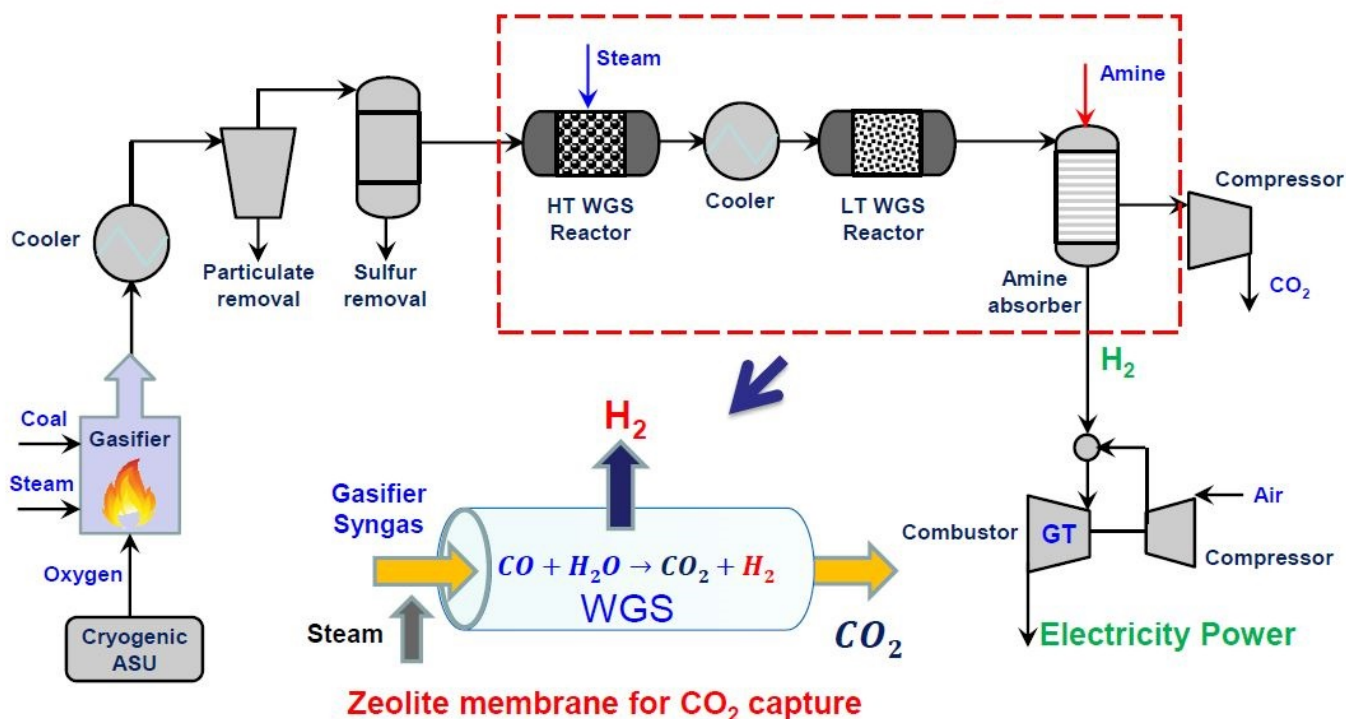 Steam
Amine
Compressor
Cooler
HT WGS
Reactor
Cooler
LT WGS
Reactor
Particulate
removal
Sulfur
removal
Amine
absorber
CO₂
H₂
Coal
Gasifier
Steam
Oxygen
Cryogenic
ASU
H₂
Gasifier
Syngas
CO + H₂O → CO₂ + H₂
WGS
Steam
CO₂
Air
Combustor
GT
Compressor
Electricity Power
Zeolite membrane for CO₂ capture